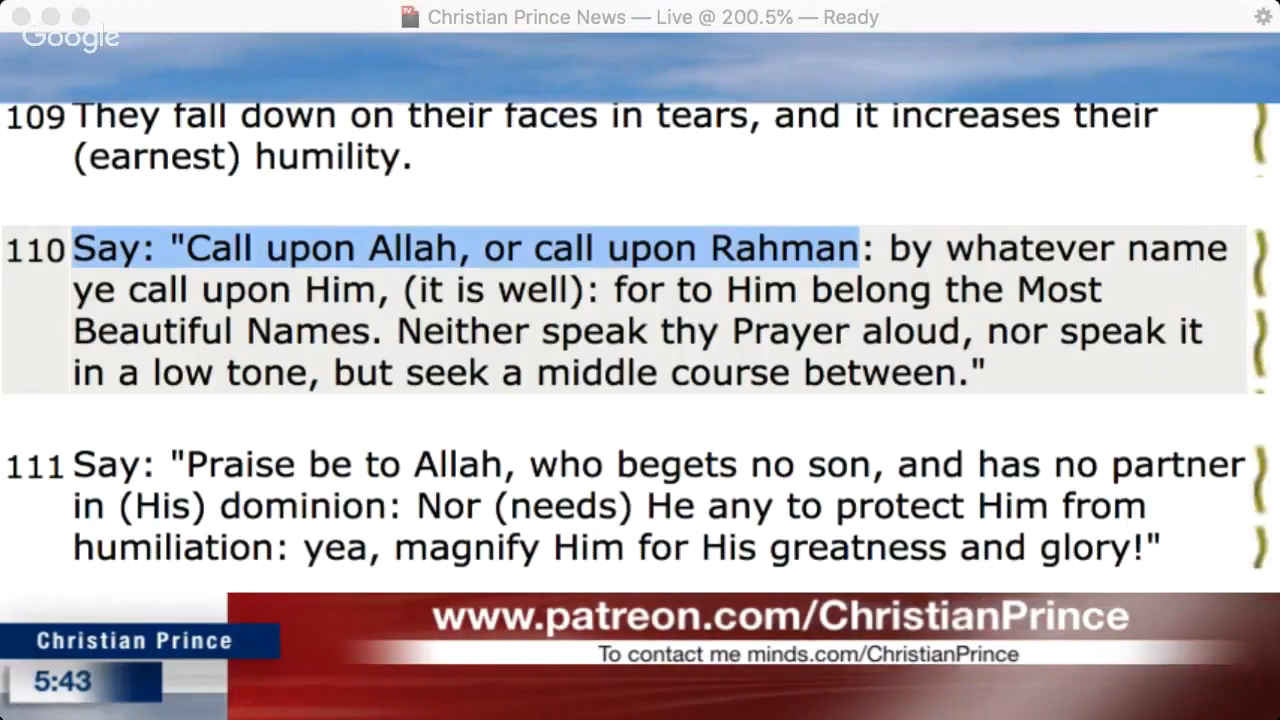 Christian Prince News — Live @ 200.5% — Ready
Google
109 They fall down on their faces in tears, and it increases their
(earnest) humility.
110 Say: "Call upon Allah, or call upon Rahman: by whatever name
ye call upon Him, (it is well): for to Him belong the Most
Beautiful Names. Neither speak thy Prayer aloud, nor speak it
in a low tone, but seek a middle course between."
111 Say: "Praise be to Allah, who begets no son, and has no partner
in (His) dominion: Nor (needs) He any to protect Him from
humiliation: yea, magnify Him for His greatness and glory!"
www.patreon.com/ChristianPrince
Christian Prince
To contact me minds.com/ChristianPrince
5:43